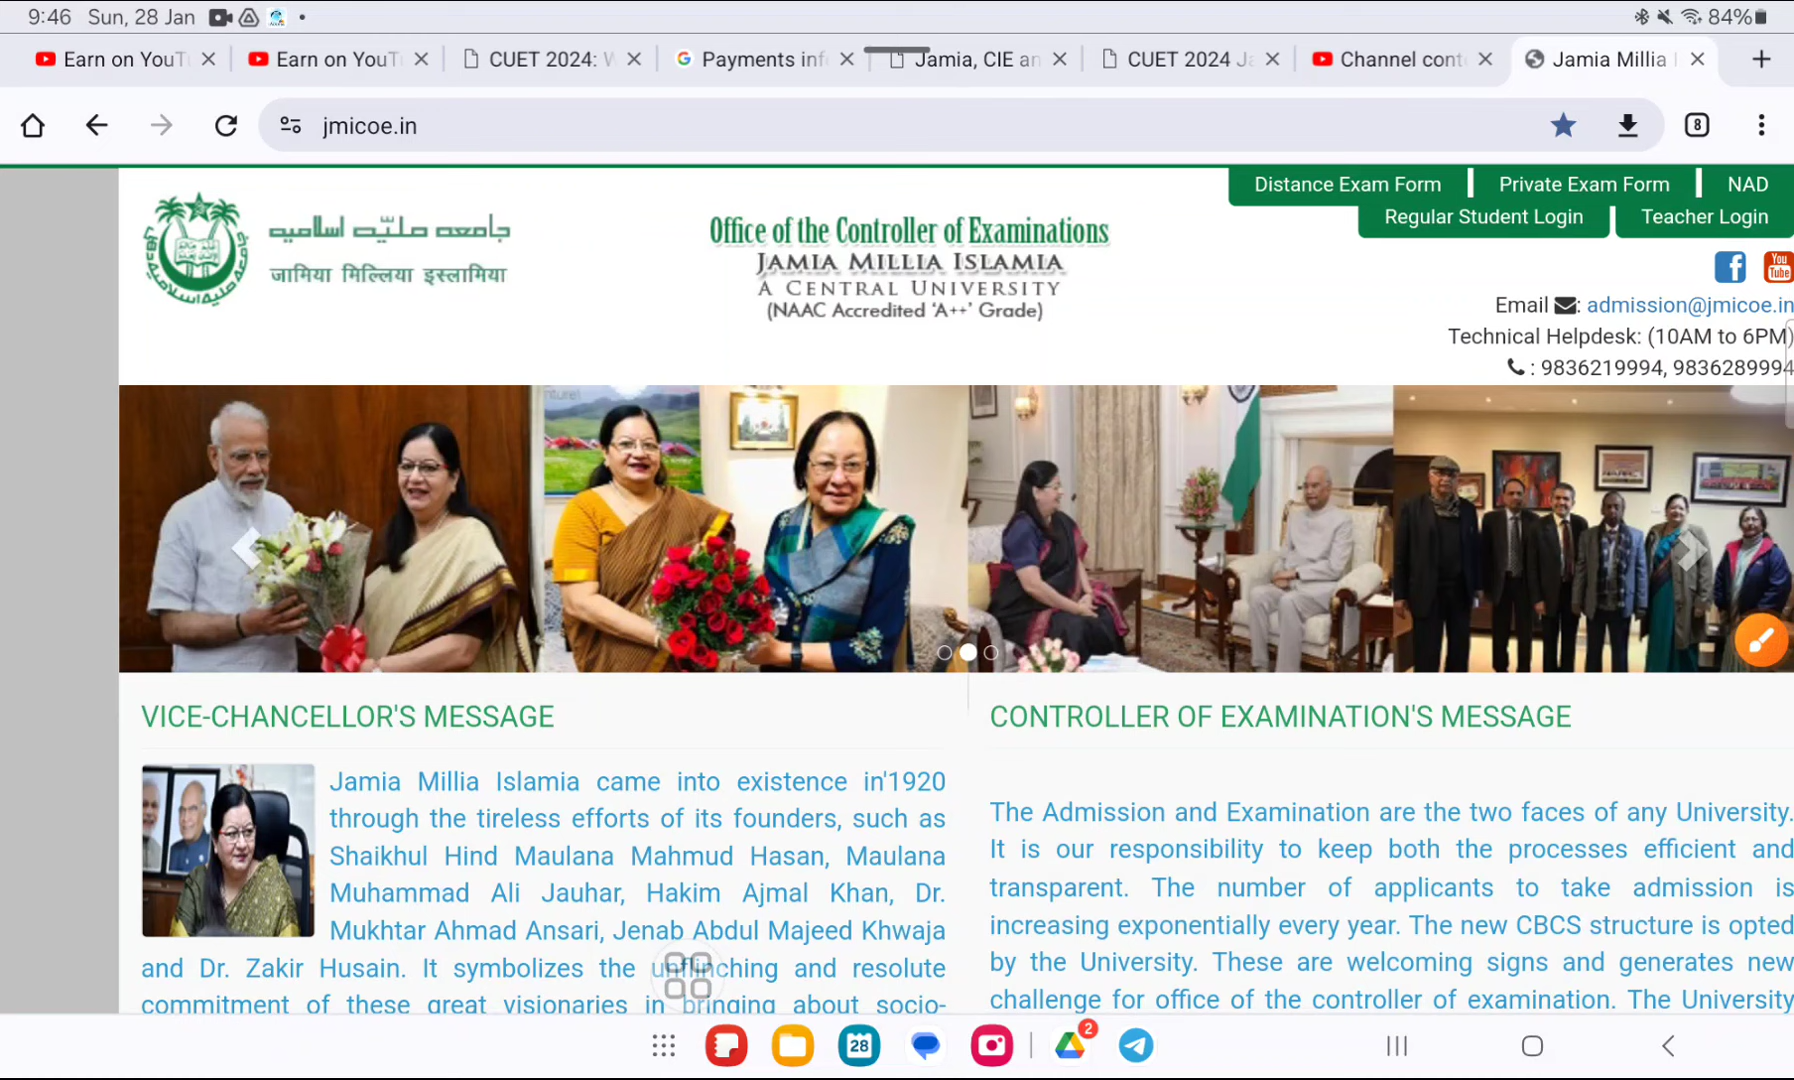 9:46 Sun, 28 Jan
84%
Earn on YouT
Earn on YouT
CUET 2024: W
Payments inf
Jamia, CIE an
CUET 2024 Ja
Channel cont
Jamia Millia
jmicoe.in
8
Distance Exam Form
Private Exam Form
NAD
Regular Student Login
Teacher Login
جامعہ ملیّہ اسلامیہ
जामिया मिल्लिया इस्लामिया
Office of the Controller of Examinations
JAMIA MILLIA ISLAMIA
A CENTRAL UNIVERSITY
(NAAC Accredited ‘A++’ Grade)
You
Tube
Email : admission@jmicoe.in
Technical Helpdesk: (10AM to 6PM)
: 9836219994, 9836289994
VICE-CHANCELLOR'S MESSAGE
Jamia Millia Islamia came into existence in'1920
through the tireless efforts of its founders, such as
Shaikhul Hind Maulana Mahmud Hasan, Maulana
Muhammad Ali Jauhar, Hakim Ajmal Khan, Dr.
Mukhtar Ahmad Ansari, Jenab Abdul Majeed Khwaja
and Dr. Zakir Husain. It symbolizes the unflinching and resolute
commitment of these great visionaries in bringing about socio-
CONTROLLER OF EXAMINATION'S MESSAGE
The Admission and Examination are the two faces of any University.
It is our responsibility to keep both the processes efficient and
transparent. The number of applicants to take admission is
increasing exponentially every year. The new CBCS structure is opted
by the University. These are welcoming signs and generates new
challenge for office of the controller of examination. The University
28
2